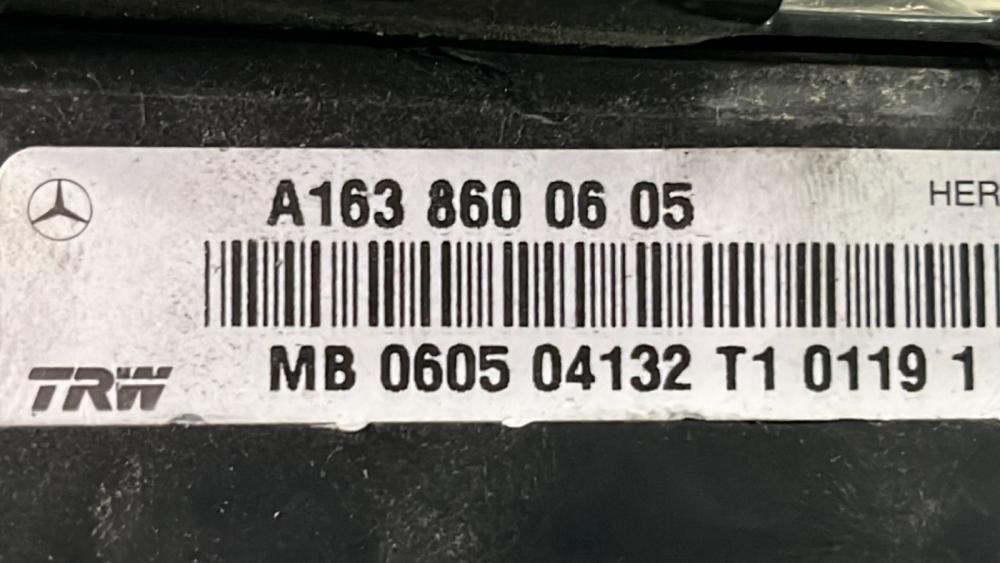 A163 860 06 05
HER
MB 0605 04132 T1 0119 1
TRW